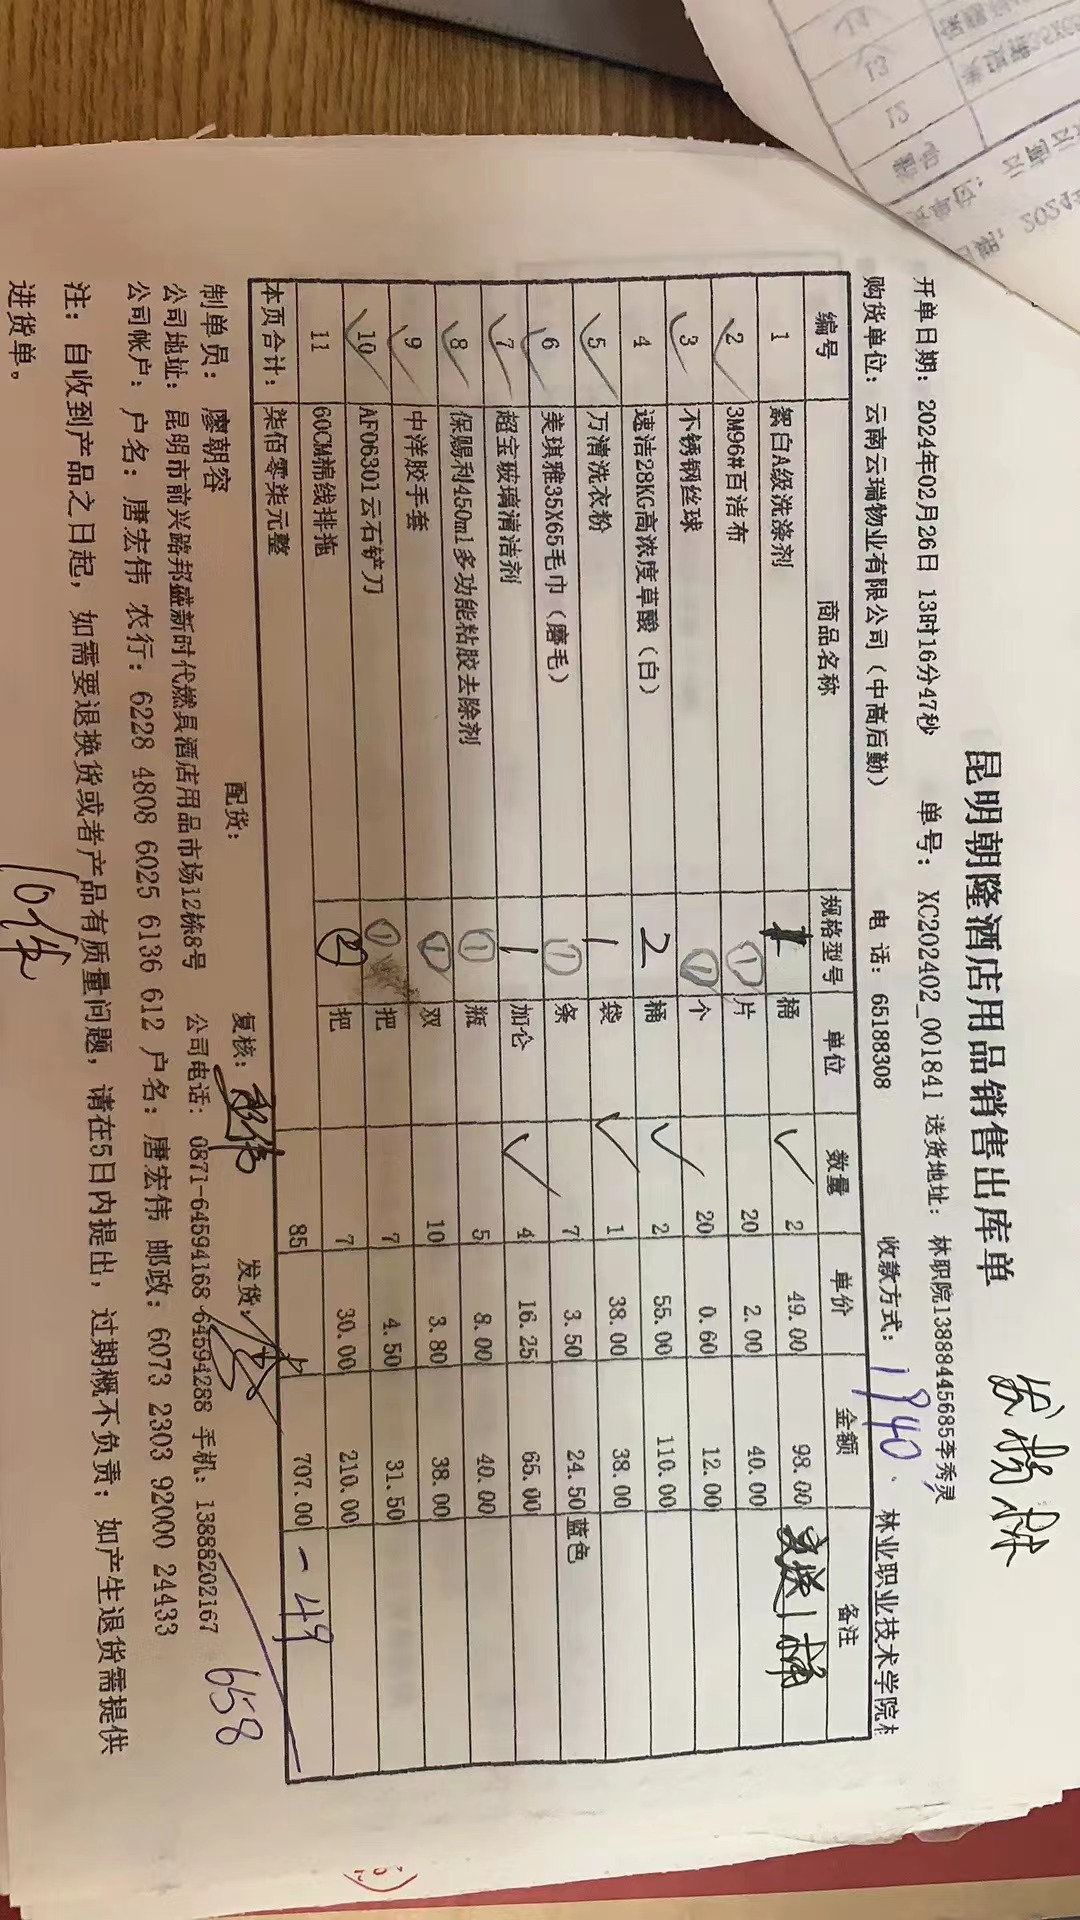 昆明朝隆酒店用品销售出库单
开单日期：2024年02月26日 13时16分47秒 单号：XC202402_001841 送货地址：林职院13888445685李秀灵
购货单位：云南云瑞物业有限公司（中高后勤） 电 话：65188308 收款方式： 1940. 林业职业技术学院
编号 商品名称 规格型号 单位 数量 单价 金额 备注
1 絮白A级洗涤剂 桶 2 49.00 98.00 实送1桶
2 3M96#百洁布 ① 片 20 2.00 40.00
3 不锈钢丝球 ① 个 20 0.60 12.00
4 速洁28KG高浓度草酸（白） 2 桶 2 55.00 110.00
5 万清洗衣粉 1 袋 1 38.00 38.00
6 美琪雅35X65毛巾（磨毛） ① 条 7 3.50 24.50 蓝色
7 超宝玻璃清洁剂 1 加仑 4 16.25 65.00
8 保赐利450ml多功能粘胶去除剂 ① 瓶 5 8.00 40.00
9 中洋胶手套 ① 双 10 3.80 38.00
10 AF06301云石铲刀 ① 把 7 4.50 31.50
11 60CM棉线排拖 ② 把 7 30.00 210.00
本页合计： 柒佰零柒元整 85 707.00 -49
658
制单员：廖朝容 配货： 复核： 发货：
公司地址：昆明市前兴路邦盛新时代燃具酒店用品市场12栋8号 公司电话：0871-64594168 64594288 手机：13888202167
公司帐户：户名：唐宏伟 农行：6228 4808 6025 6136 612 户名：唐宏伟 邮政：6073 2303 92000 24433
注：自收到产品之日起，如需要退换货或者产品有质量问题，请在5日内提出，过期概不负责；如产生退货需提供
进货单。
10件
12
13
14